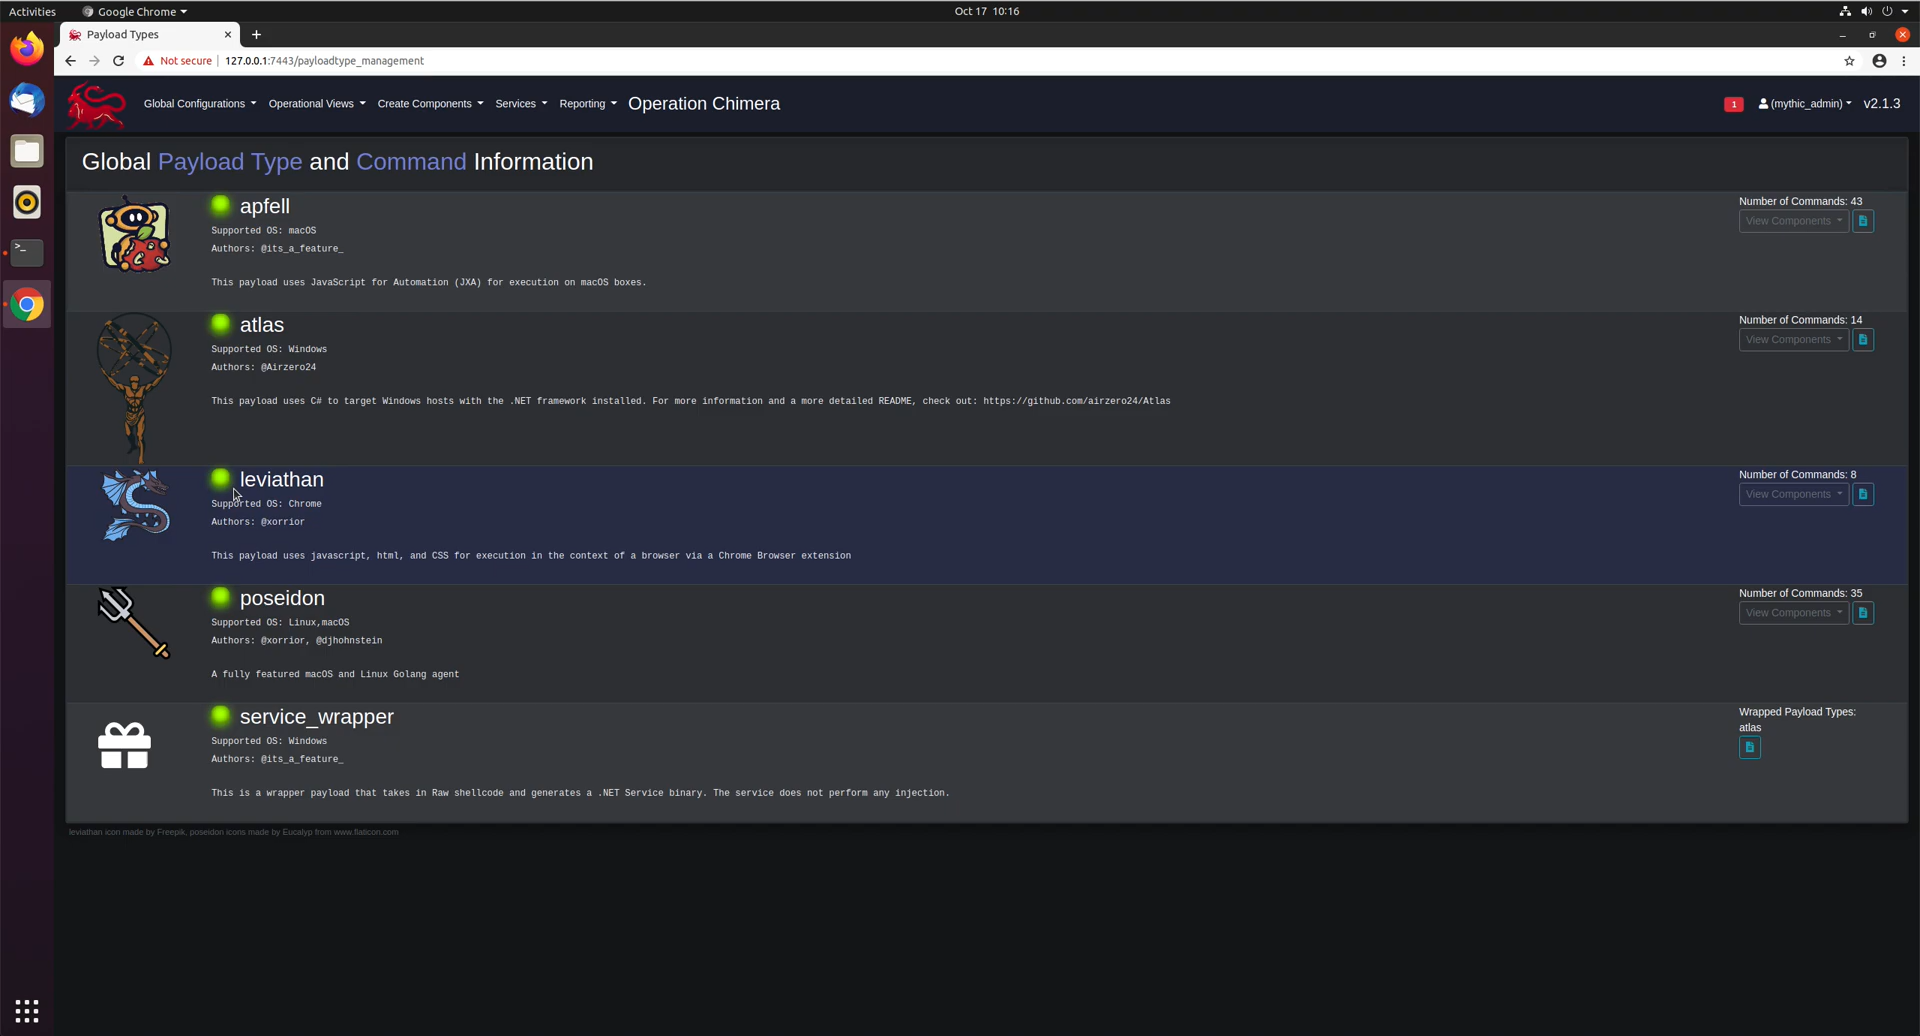 Activities
Google Chrome
Oct 17 10:16
Payload Types
Not secure
127.0.0.1:7443/payloadtype_management
Global Configurations
Operational Views
Create Components
Services
Reporting
Operation Chimera
1
(mythic_admin)
v2.1.3
Global Payload Type and Command Information
apfell
Supported OS: macOS
Authors: @its_a_feature_
This payload uses JavaScript for Automation (JXA) for execution on macOS boxes.
Number of Commands: 43
View Components
atlas
Supported OS: Windows
Authors: @Airzero24
This payload uses C# to target Windows hosts with the .NET framework installed. For more information and a more detailed README, check out: https://github.com/airzero24/Atlas
Number of Commands: 14
View Components
leviathan
Supported OS: Chrome
Authors: @xorrior
This payload uses javascript, html, and CSS for execution in the context of a browser via a Chrome Browser extension
Number of Commands: 8
View Components
poseidon
Supported OS: Linux,macOS
Authors: @xorrior, @djhohnstein
A fully featured macOS and Linux Golang agent
Number of Commands: 35
View Components
service_wrapper
Supported OS: Windows
Authors: @its_a_feature_
This is a wrapper payload that takes in Raw shellcode and generates a .NET Service binary. The service does not perform any injection.
Wrapped Payload Types:
atlas
leviathan icon made by Freepik, poseidon icons made by Eucalyp from www.flaticon.com